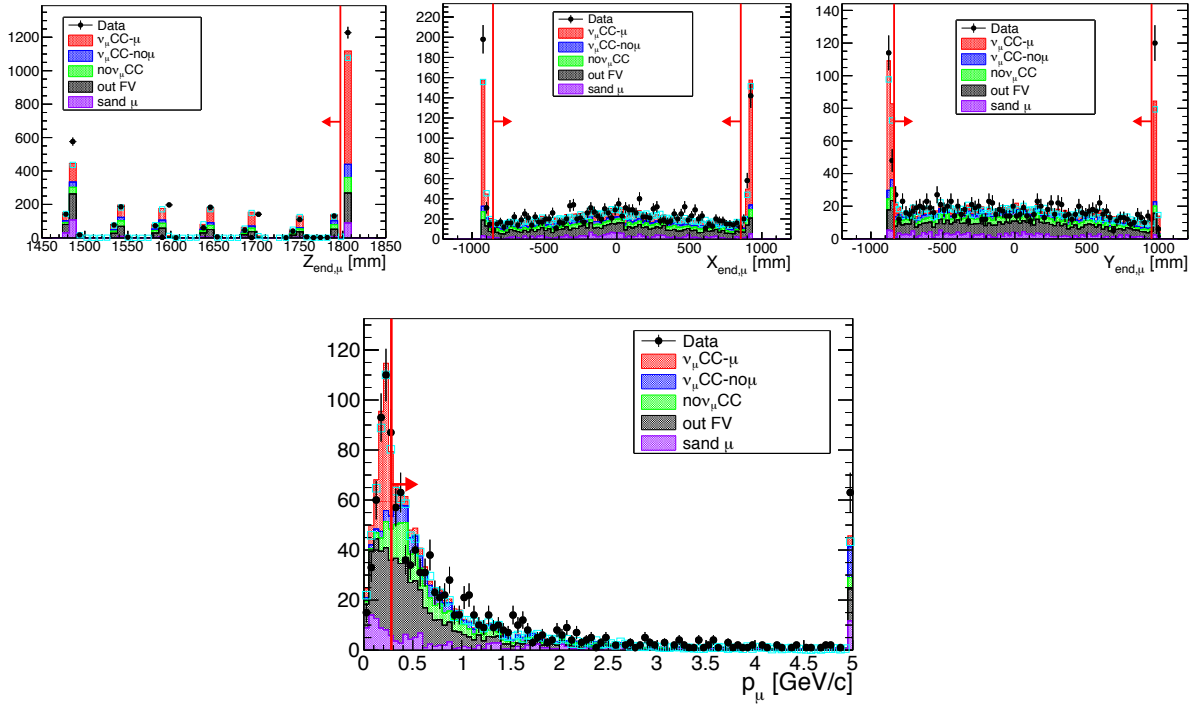 1200
1000
800
600
400
200
0
1450 1500 1550 1600 1650 1700 1750 1800 1850
Z_end,μ [mm]
Data
ν_μCC-μ
ν_μCC-noμ
noν_μCC
out FV
sand μ
220
200
180
160
140
120
100
80
60
40
20
0
-1000 -500 0 500 1000
X_end,μ [mm]
Data
ν_μCC-μ
ν_μCC-noμ
noν_μCC
out FV
sand μ
140
120
100
80
60
40
20
0
-1000 -500 0 500 1000
Y_end,μ [mm]
Data
ν_μCC-μ
ν_μCC-noμ
noν_μCC
out FV
sand μ
120
100
80
60
40
20
0
0 0.5 1 1.5 2 2.5 3 3.5 4 4.5 5
p_μ [GeV/c]
Data
ν_μCC-μ
ν_μCC-noμ
noν_μCC
out FV
sand μ